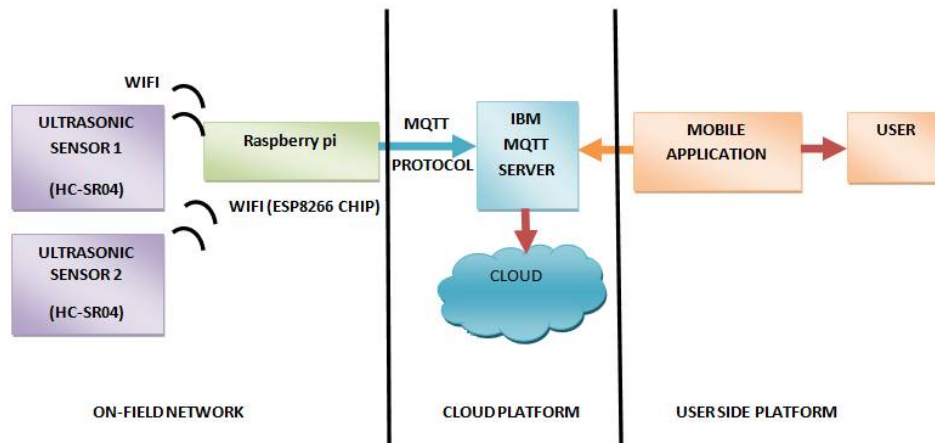 WIFI
ULTRASONIC
SENSOR 1
(HC-SR04)
Raspberry pi
WIFI (ESP8266 CHIP)
ULTRASONIC
SENSOR 2
(HC-SR04)
ON-FIELD NETWORK
MQTT
PROTOCOL
IBM
MQTT
SERVER
CLOUD
CLOUD PLATFORM
MOBILE
APPLICATION
USER
USER SIDE PLATFORM